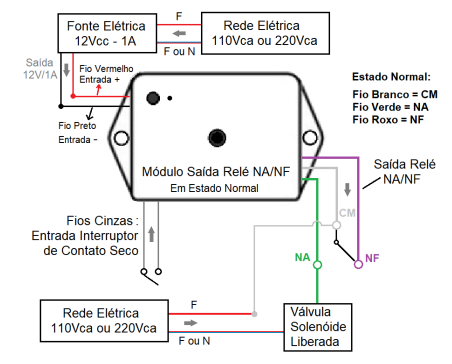 Fonte Elétrica
12Vcc - 1A
F
F ou N
Rede Elétrica
110Vca ou 220Vca
Saída
12V/1A
Fio Vermelho
Entrada +
Fio Preto
Entrada -
Estado Normal:
Fio Branco = CM
Fio Verde = NA
Fio Roxo = NF
Módulo Saída Relé NA/NF
Em Estado Normal
Saída Relé
NA/NF
CM
Fios Cinzas :
Entrada Interruptor
de Contato Seco
NA
NF
Rede Elétrica
110Vca ou 220Vca
F
F ou N
Válvula
Solenóide
Liberada